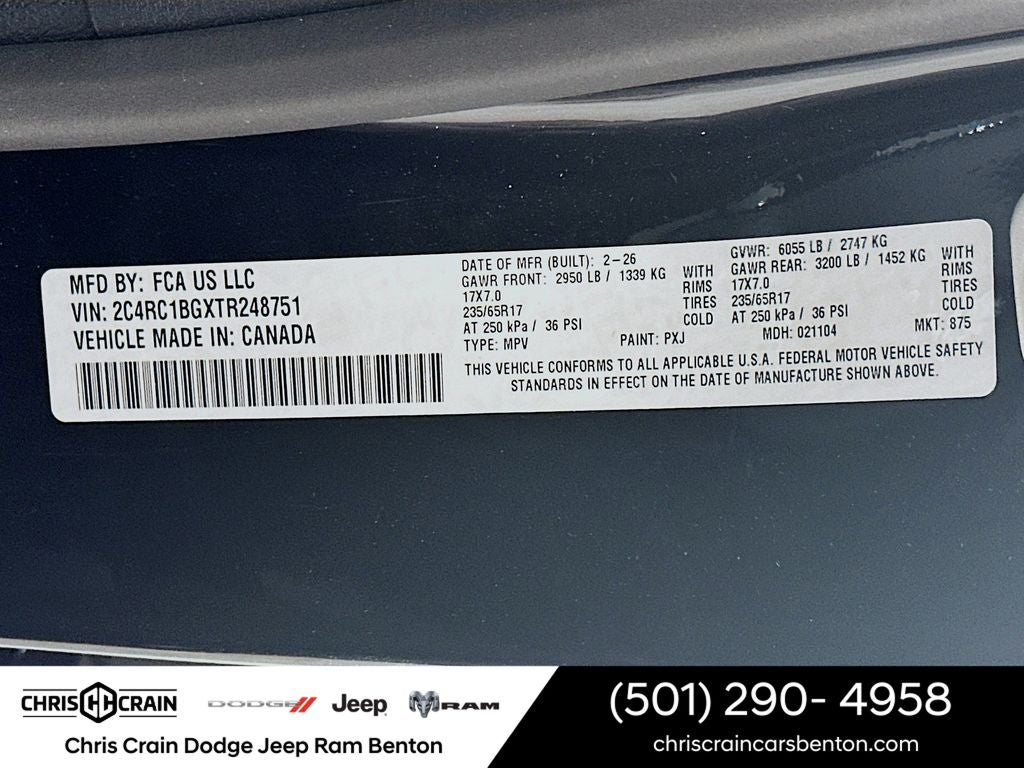 MFD BY: FCA US LLC
VIN: 2C4RC1BGXTR248751
VEHICLE MADE IN: CANADA
DATE OF MFR (BUILT): 2-26
GAWR FRONT: 2950 LB / 1339 KG WITH
17X7.0 RIMS
235/65R17 TIRES
AT 250 kPa / 36 PSI COLD
TYPE: MPV PAINT: PXJ
GVWR: 6055 LB / 2747 KG
GAWR REAR: 3200 LB / 1452 KG WITH
17X7.0 RIMS
235/65R17 TIRES
AT 250 kPa / 36 PSI COLD
MDH: 021104 MKT: 875
THIS VEHICLE CONFORMS TO ALL APPLICABLE U.S.A. FEDERAL MOTOR VEHICLE SAFETY
STANDARDS IN EFFECT ON THE DATE OF MANUFACTURE SHOWN ABOVE.
CHRIS CRAIN DODGE Jeep RAM
Chris Crain Dodge Jeep Ram Benton
(501) 290- 4958
chriscraincarsbenton.com